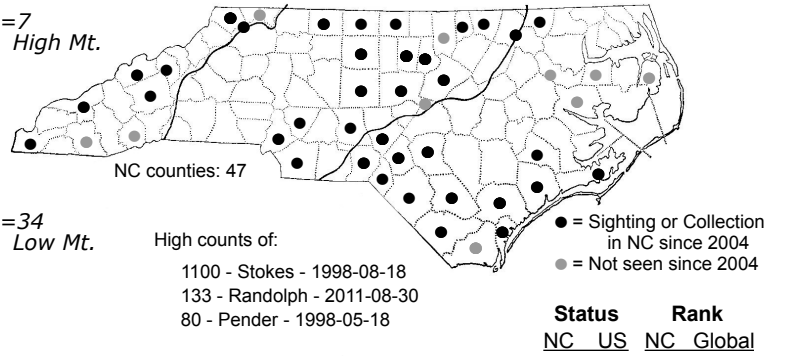 =7
High Mt.
NC counties: 47
=34
Low Mt.
High counts of:
1100 - Stokes - 1998-08-18
133 - Randolph - 2011-08-30
80 - Pender - 1998-05-18
= Sighting or Collection
in NC since 2004
= Not seen since 2004
Status Rank
NC US NC Global